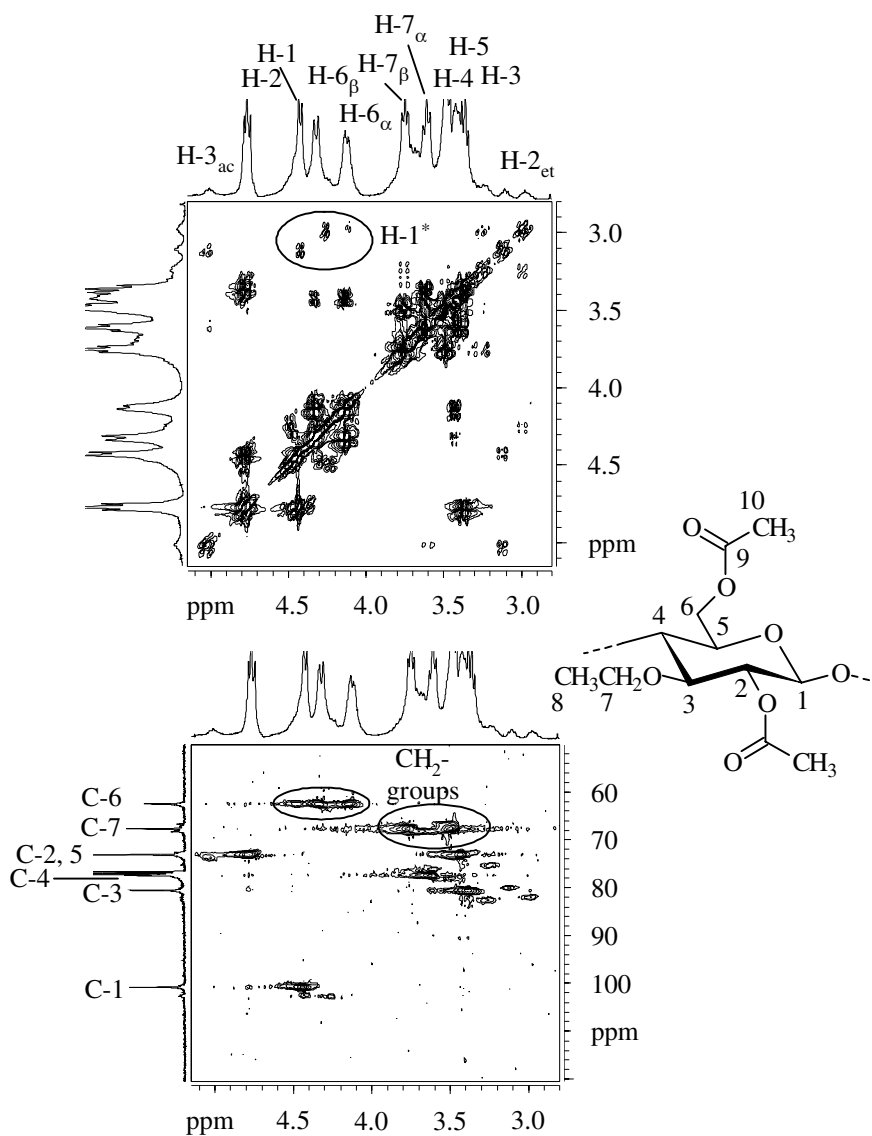 H-7α
H-1 H-5
H-2 H-6β H-7β H-4 H-3
H-6α
H-3ac H-2et
H-1*
3.0
3.5
4.0
4.5
ppm
ppm 4.5 4.0 3.5 3.0
10
O CH3
9
O
6
4 5 O
CH3CH2O O
8 7 3 2 1
O
O CH3
CH2-
groups
C-6
C-7
C-2, 5
C-4
C-3
C-1
60
70
80
90
100
ppm
ppm 4.5 4.0 3.5 3.0